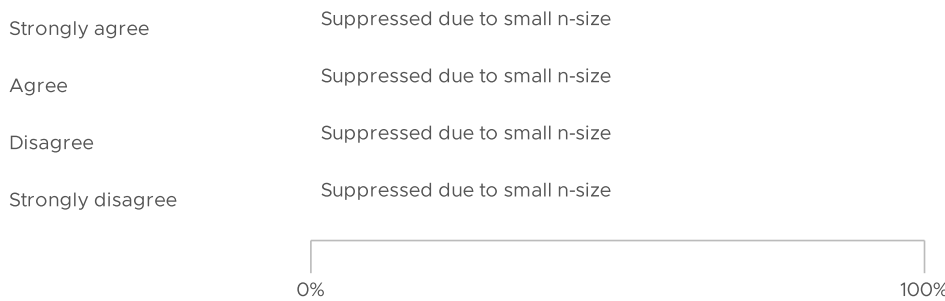 Strongly agree
Suppressed due to small n-size
Agree
Suppressed due to small n-size
Disagree
Suppressed due to small n-size
Strongly disagree
Suppressed due to small n-size
0%
100%